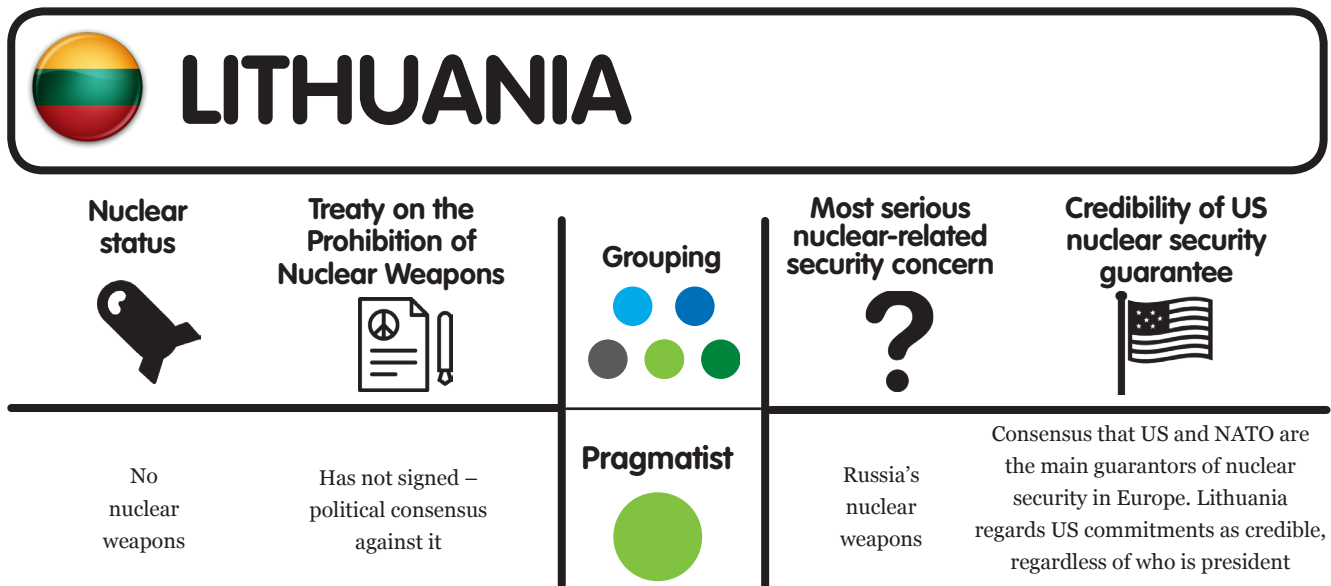 LITHUANIA
Nuclear
status
Treaty on the
Prohibition of
Nuclear Weapons
Grouping
Most serious
nuclear-related
security concern
Credibility of US
nuclear security
guarantee
No
nuclear
weapons
Has not signed –
political consensus
against it
Pragmatist
Russia’s
nuclear
weapons
Consensus that US and NATO are
the main guarantors of nuclear
security in Europe. Lithuania
regards US commitments as credible,
regardless of who is president